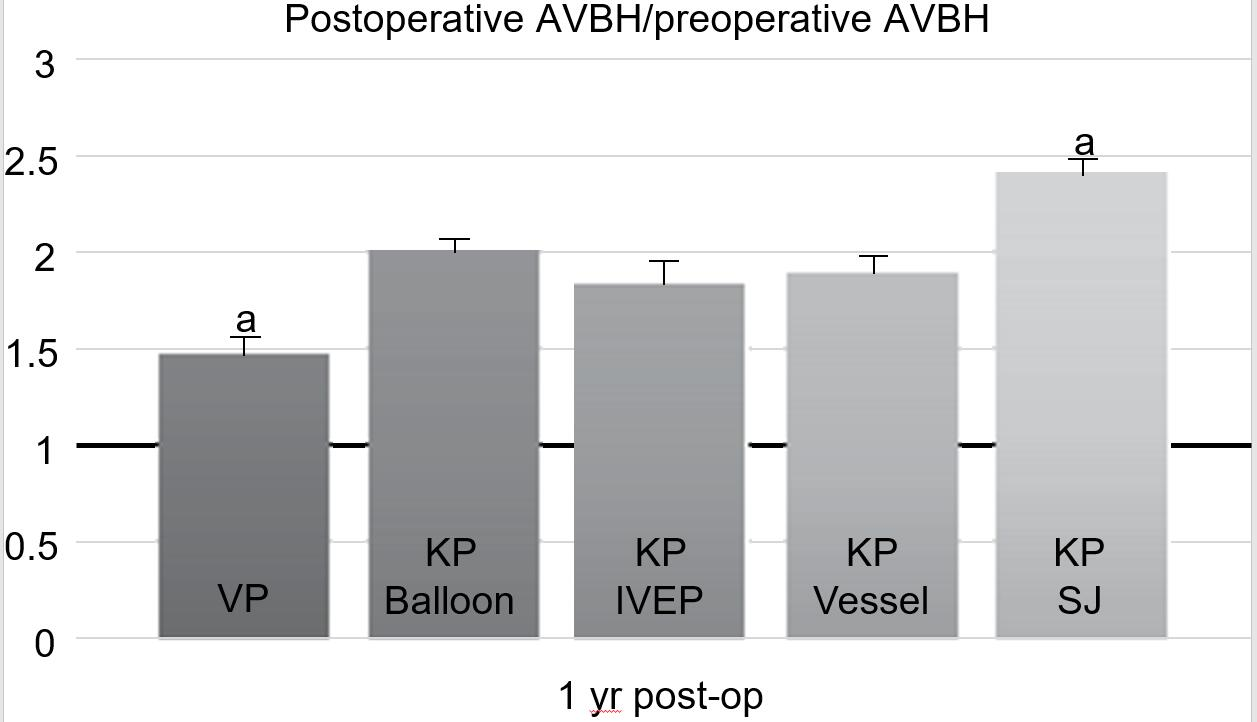 Postoperative AVBH/preoperative AVBH
3
2.5
2
1.5
1
0.5
0
a
a
VP
KP
Balloon
KP
IVEP
KP
Vessel
KP
SJ
1 yr post-op